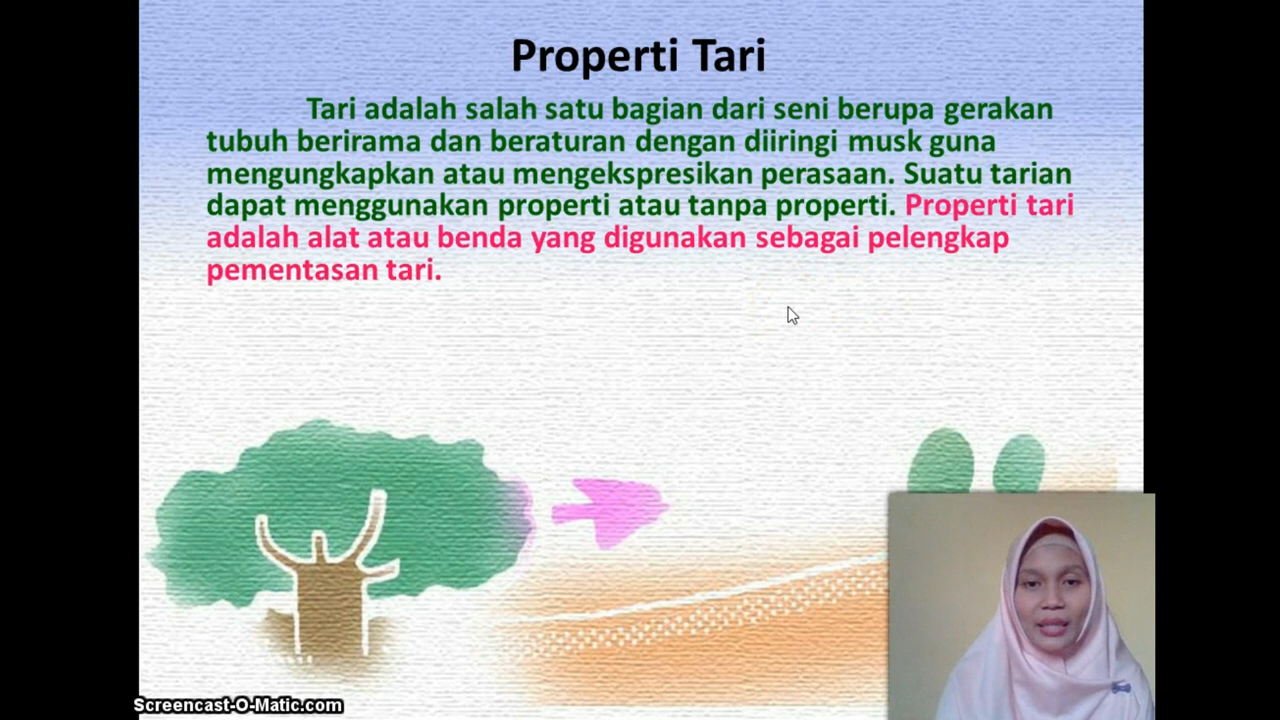 Properti Tari
Tari adalah salah satu bagian dari seni berupa gerakan
tubuh berirama dan beraturan dengan diiringi musk guna
mengungkapkan atau mengekspresikan perasaan. Suatu tarian
dapat menggunakan properti atau tanpa properti. Properti tari
adalah alat atau benda yang digunakan sebagai pelengkap
pementasan tari.
Screencast-O-Matic.com